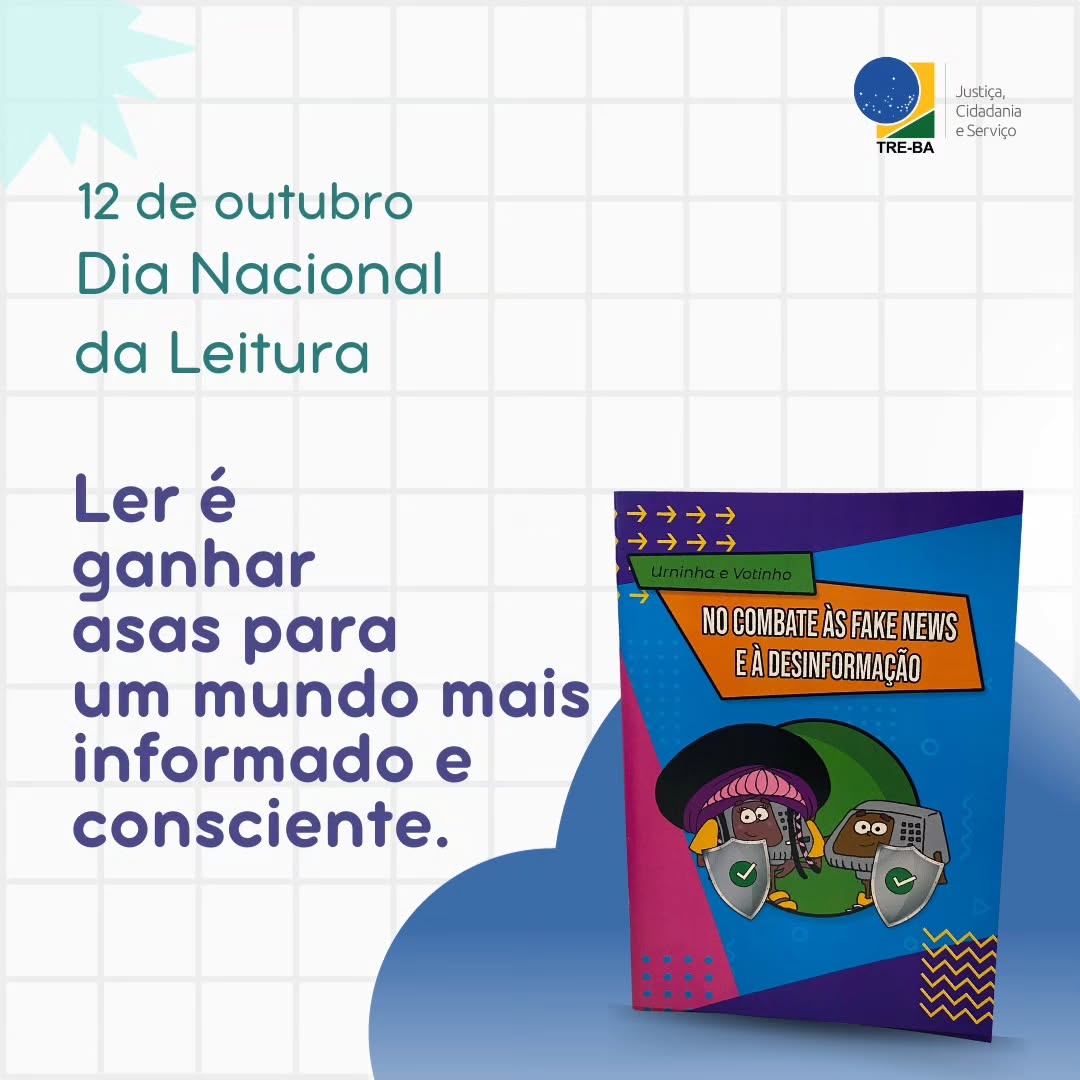 TRE-BA
Justiça,
Cidadania
e Serviço
12 de outubro
Dia Nacional
da Leitura
Ler é
ganhar
asas para
um mundo mais
informado e
consciente.
Urninha e Votinho
NO COMBATE ÀS FAKE NEWS
E À DESINFORMAÇÃO